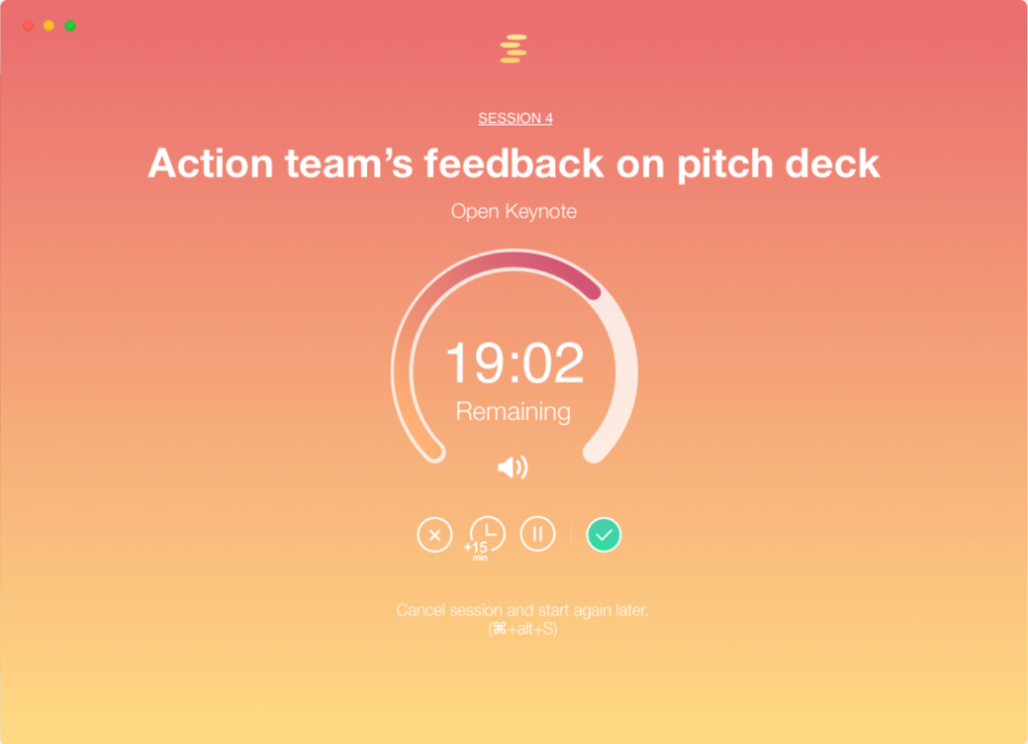 SESSION 4
Action team’s feedback on pitch deck
Open Keynote
19:02
Remaining
+15
min
Cancel session and start again later.
(⌘+alt+S)